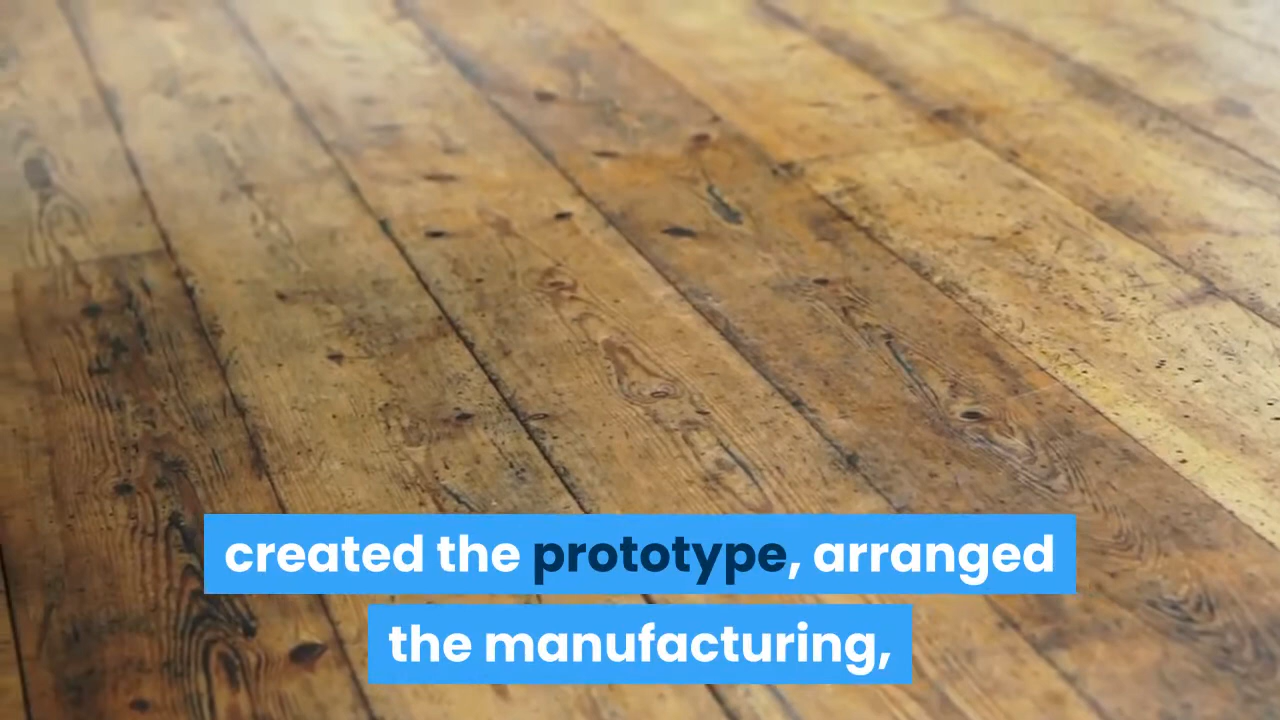 created the prototype, arranged
the manufacturing,